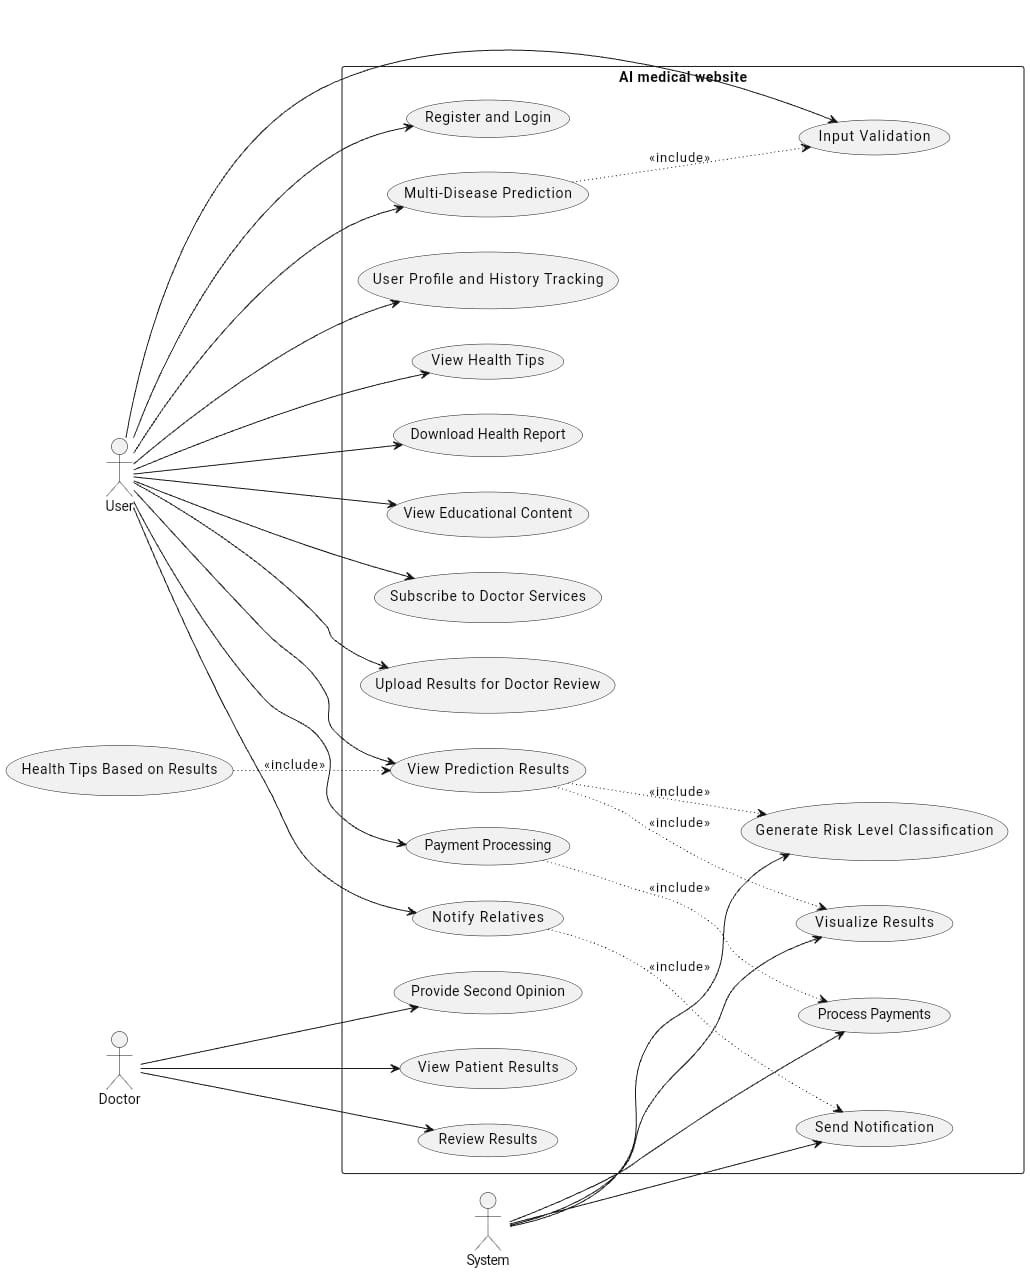 AI medical website
Register and Login
Input Validation
«include»
Multi-Disease Prediction
User Profile and History Tracking
View Health Tips
Download Health Report
User
View Educational Content
Subscribe to Doctor Services
Upload Results for Doctor Review
Health Tips Based on Results
«include»
View Prediction Results
«include»
«include»
Generate Risk Level Classification
Payment Processing
«include»
Notify Relatives
Visualize Results
«include»
Provide Second Opinion
Process Payments
View Patient Results
Doctor
Send Notification
Review Results
System